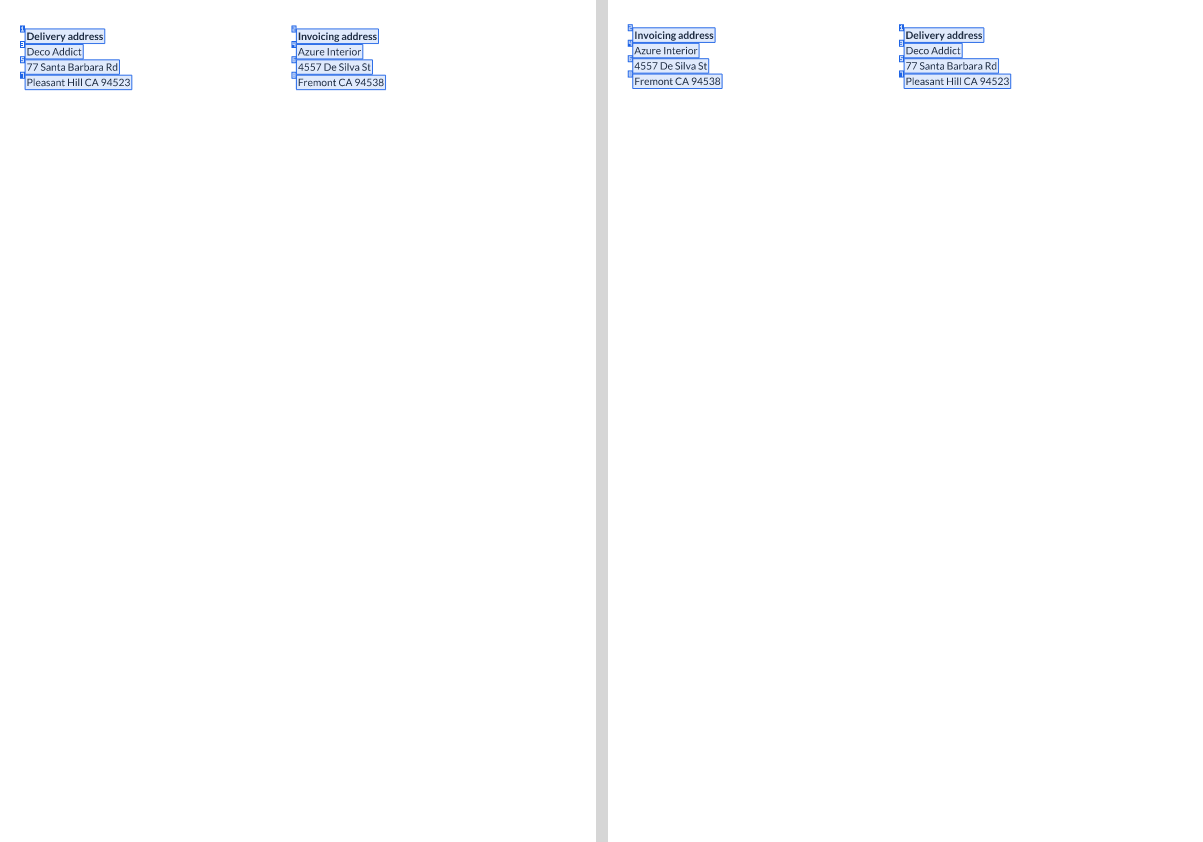 Delivery address
Deco Addict
77 Santa Barbara Rd
Pleasant Hill CA 94523
Invoicing address
Azure Interior
4557 De Silva St
Fremont CA 94538
Invoicing address
Azure Interior
4557 De Silva St
Fremont CA 94538
Delivery address
Deco Addict
77 Santa Barbara Rd
Pleasant Hill CA 94523